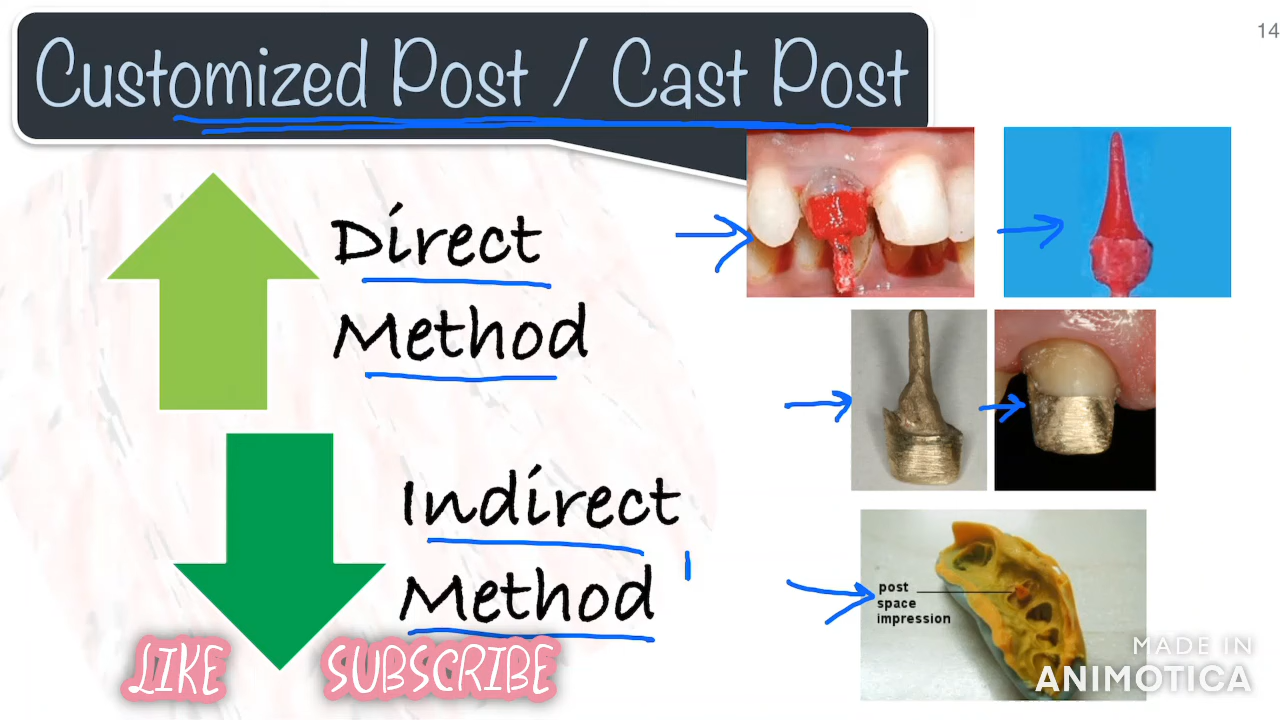 14
Customized Post / Cast Post
Direct
Method
Indirect
Method
post
space
impression
LIKE SUBSCRIBE
MADE IN
ANIMOTICA